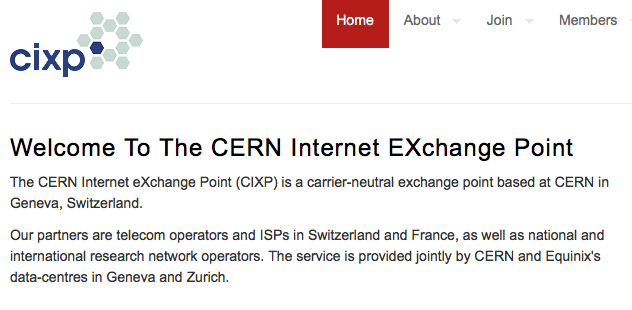 cixp
Home About Join Members
Welcome To The CERN Internet EXchange Point
The CERN Internet eXchange Point (CIXP) is a carrier-neutral exchange point based at CERN in
Geneva, Switzerland.
Our partners are telecom operators and ISPs in Switzerland and France, as well as national and
international research network operators. The service is provided jointly by CERN and Equinix's
data-centres in Geneva and Zurich.